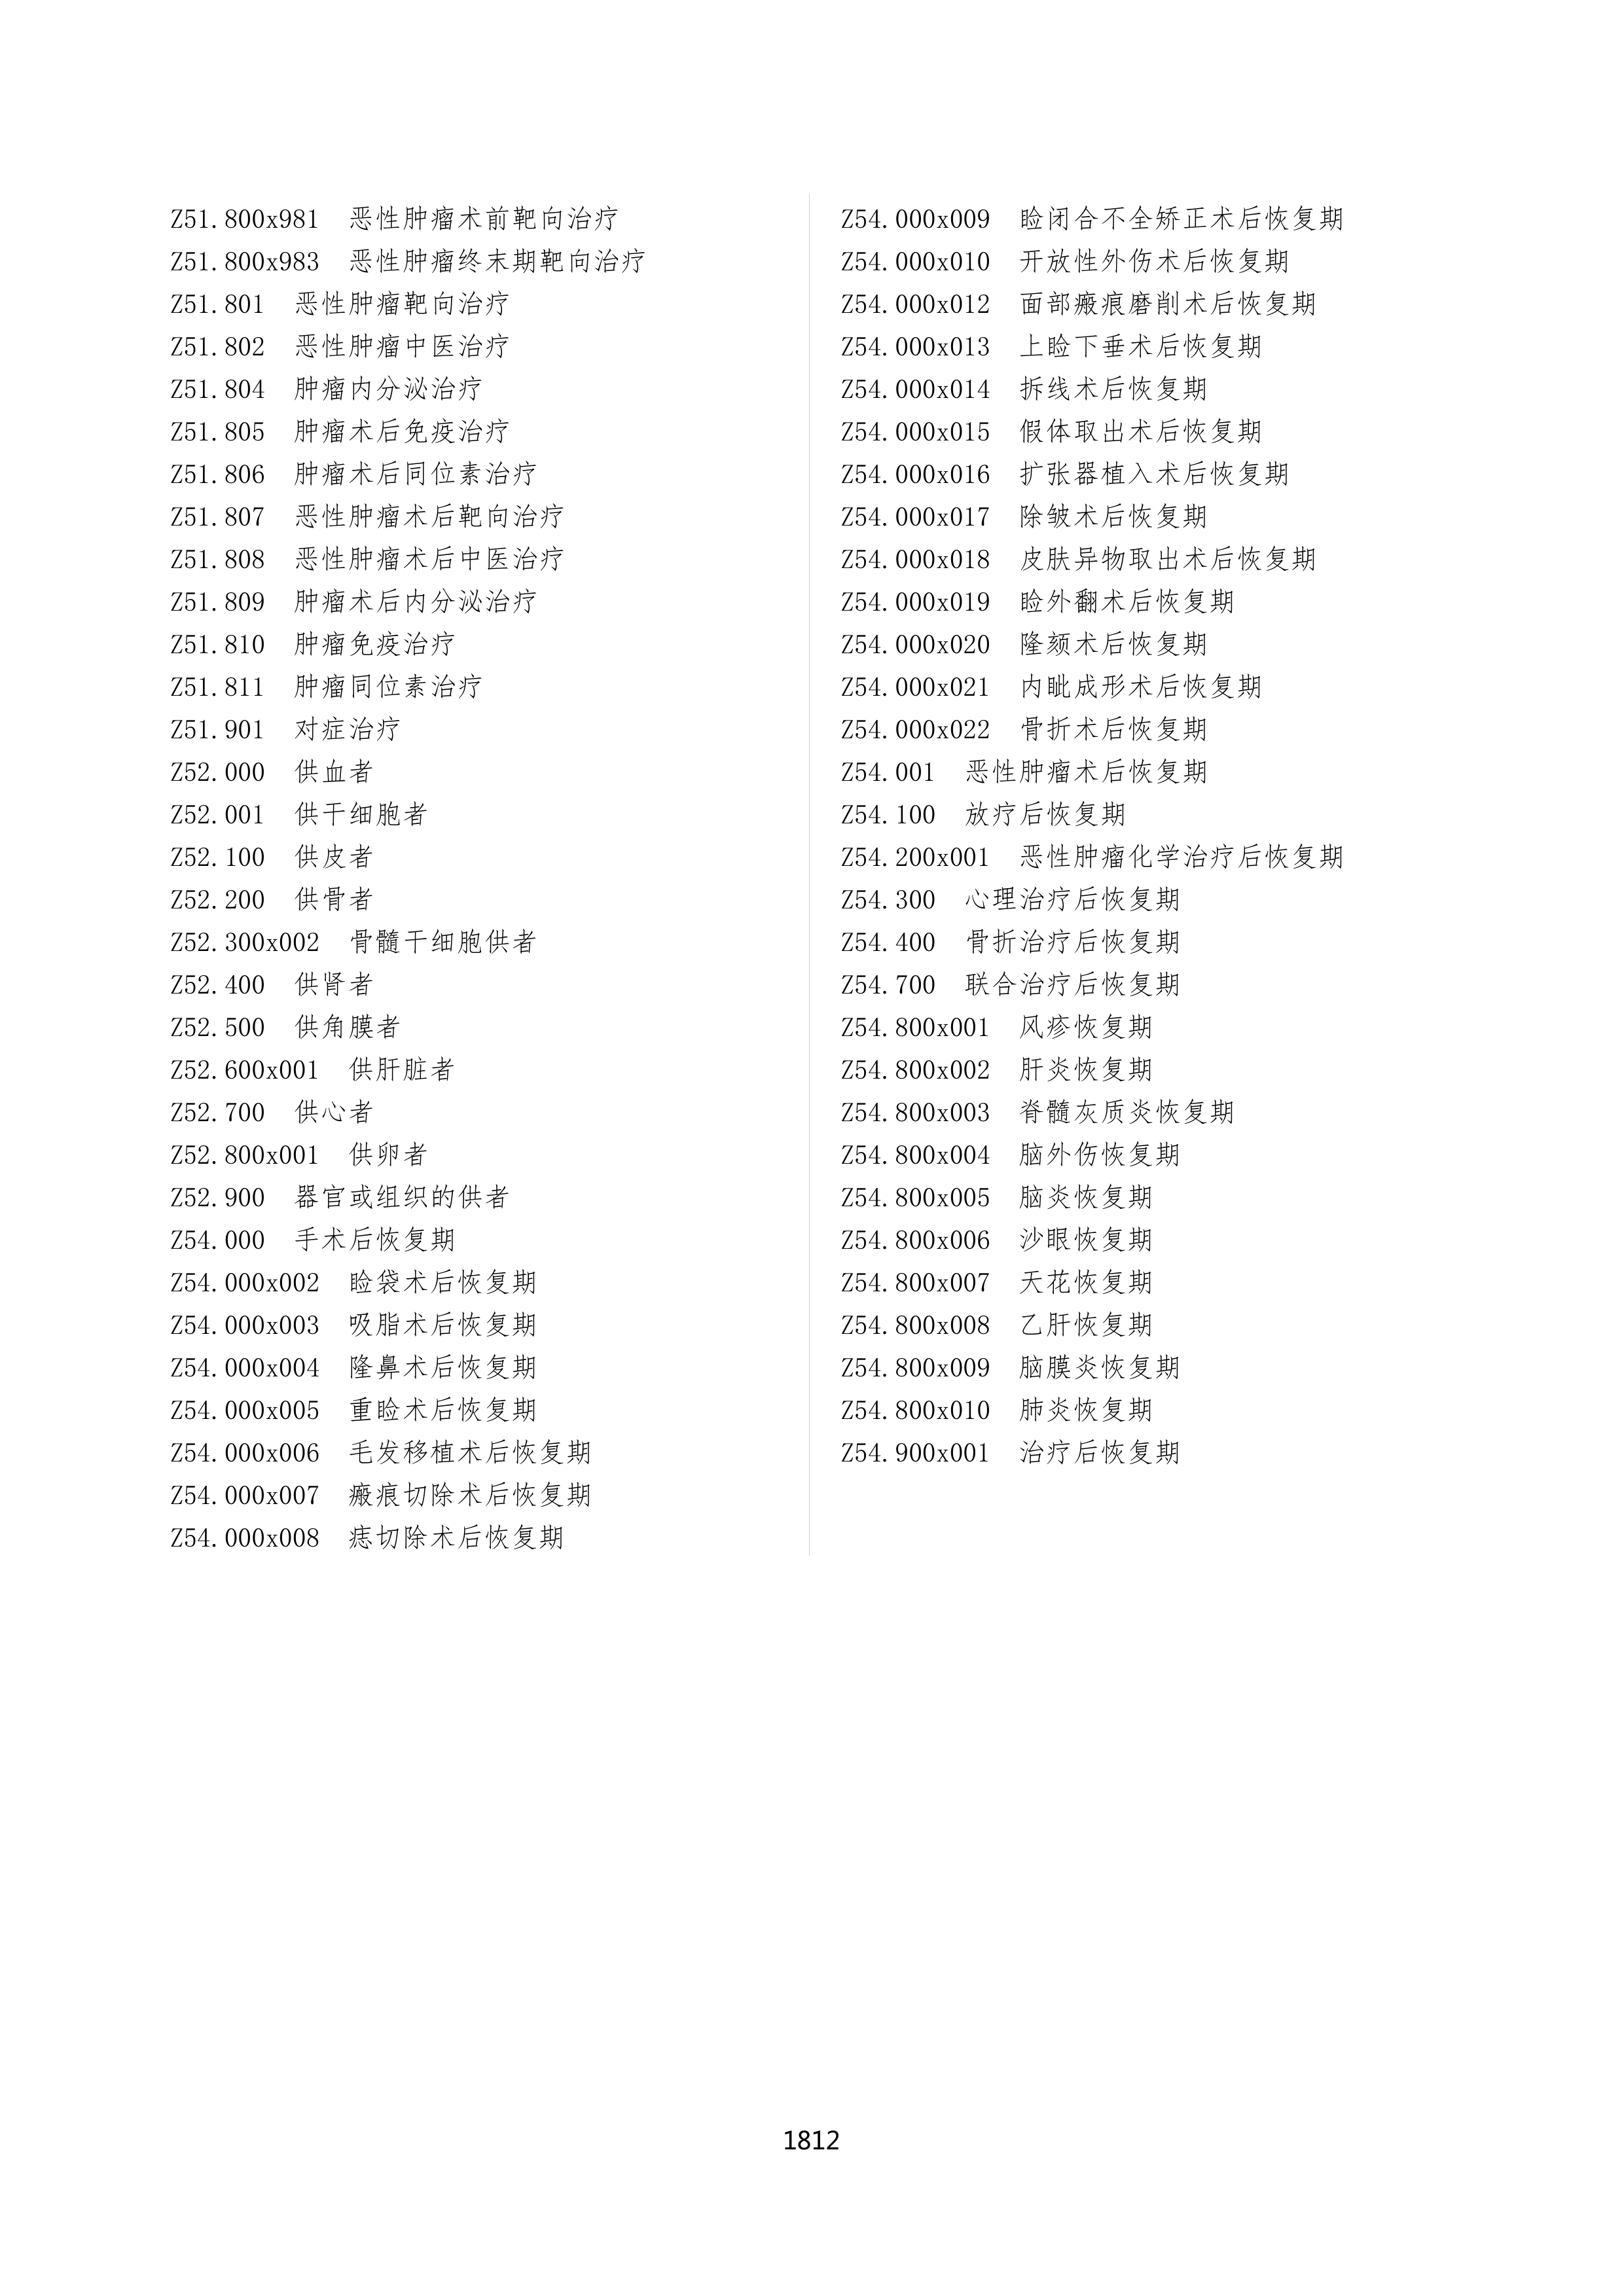 Z51.800x981 恶性肿瘤术前靶向治疗
Z51.800x983 恶性肿瘤终末期靶向治疗
Z51.801 恶性肿瘤靶向治疗
Z51.802 恶性肿瘤中医治疗
Z51.804 肿瘤内分泌治疗
Z51.805 肿瘤术后免疫治疗
Z51.806 肿瘤术后同位素治疗
Z51.807 恶性肿瘤术后靶向治疗
Z51.808 恶性肿瘤术后中医治疗
Z51.809 肿瘤术后内分泌治疗
Z51.810 肿瘤免疫治疗
Z51.811 肿瘤同位素治疗
Z51.901 对症治疗
Z52.000 供血者
Z52.001 供干细胞者
Z52.100 供皮者
Z52.200 供骨者
Z52.300x002 骨髓干细胞供者
Z52.400 供肾者
Z52.500 供角膜者
Z52.600x001 供肝脏者
Z52.700 供心者
Z52.800x001 供卵者
Z52.900 器官或组织的供者
Z54.000 手术后恢复期
Z54.000x002 睑袋术后恢复期
Z54.000x003 吸脂术后恢复期
Z54.000x004 隆鼻术后恢复期
Z54.000x005 重睑术后恢复期
Z54.000x006 毛发移植术后恢复期
Z54.000x007 瘢痕切除术后恢复期
Z54.000x008 痣切除术后恢复期
Z54.000x009 睑闭合不全矫正术后恢复期
Z54.000x010 开放性外伤术后恢复期
Z54.000x012 面部瘢痕磨削术后恢复期
Z54.000x013 上睑下垂术后恢复期
Z54.000x014 拆线术后恢复期
Z54.000x015 假体取出术后恢复期
Z54.000x016 扩张器植入术后恢复期
Z54.000x017 除皱术后恢复期
Z54.000x018 皮肤异物取出术后恢复期
Z54.000x019 睑外翻术后恢复期
Z54.000x020 隆颏术后恢复期
Z54.000x021 内眦成形术后恢复期
Z54.000x022 骨折术后恢复期
Z54.001 恶性肿瘤术后恢复期
Z54.100 放疗后恢复期
Z54.200x001 恶性肿瘤化学治疗后恢复期
Z54.300 心理治疗后恢复期
Z54.400 骨折治疗后恢复期
Z54.700 联合治疗后恢复期
Z54.800x001 风疹恢复期
Z54.800x002 肝炎恢复期
Z54.800x003 脊髓灰质炎恢复期
Z54.800x004 脑外伤恢复期
Z54.800x005 脑炎恢复期
Z54.800x006 沙眼恢复期
Z54.800x007 天花恢复期
Z54.800x008 乙肝恢复期
Z54.800x009 脑膜炎恢复期
Z54.800x010 肺炎恢复期
Z54.900x001 治疗后恢复期
1812